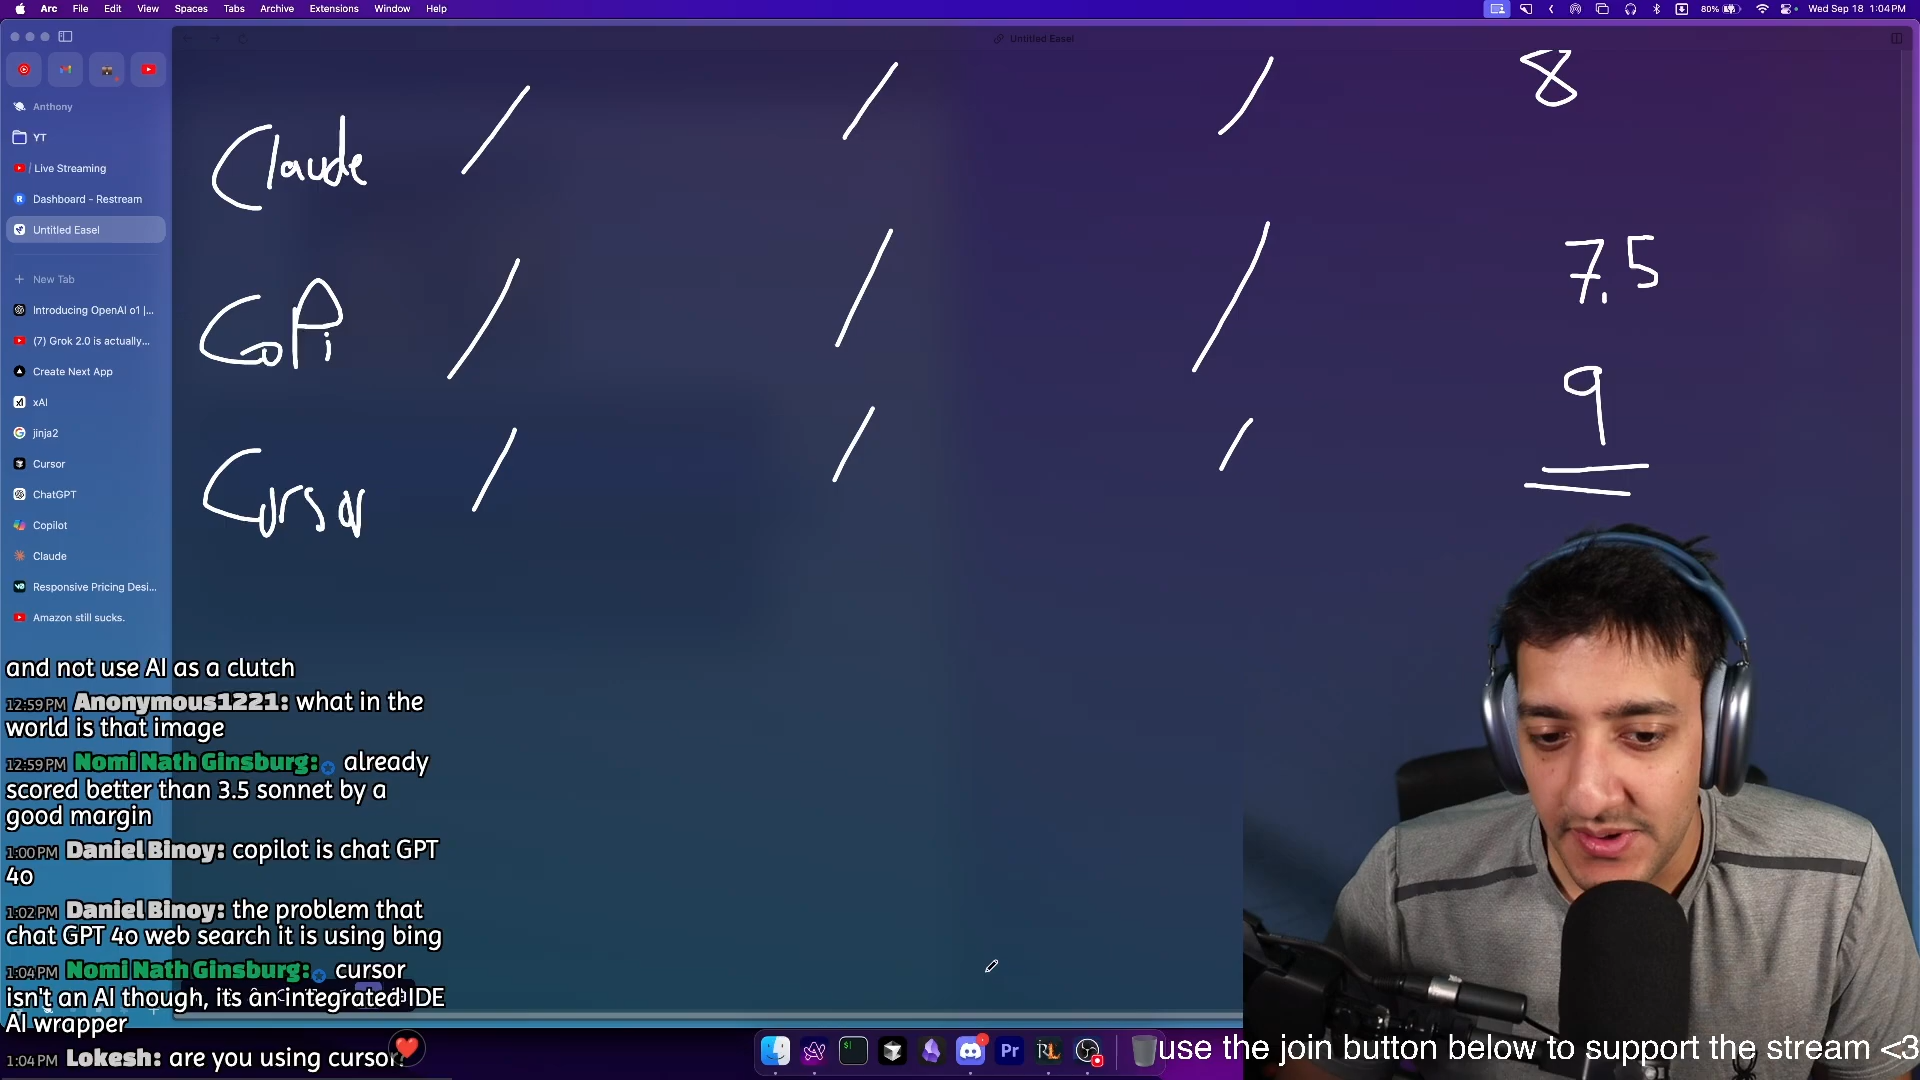 Arc File Edit View Spaces Tabs Archive Extensions Window Help
80% Wed Sep 18 1:04 PM
Untitled Easel
Anthony
YT
/ Live Streaming
Dashboard - Restream
Untitled Easel
New Tab
Introducing OpenAI o1 |...
(7) Grok 2.0 is actually...
Create Next App
xAI
jinja2
Cursor
ChatGPT
Copilot
Claude
Responsive Pricing Desi...
Amazon still sucks.
8
Claude
7.5
CoPi
9
Cursor
and not use AI as a clutch
12:59 PM Anonymous1221: what in the
world is that image
12:59 PM Nomi Nath Ginsburg: already
scored better than 3.5 sonnet by a
good margin
1:00 PM Daniel Binoy: copilot is chat GPT
4o
1:02 PM Daniel Binoy: the problem that
chat GPT 4o web search it is using bing
1:04 PM Nomi Nath Ginsburg: cursor
isn't an AI though, its an integrated IDE
AI wrapper
1:04 PM Lokesh: are you using cursor?
Pr
RL
use the join button below to support the stream <3